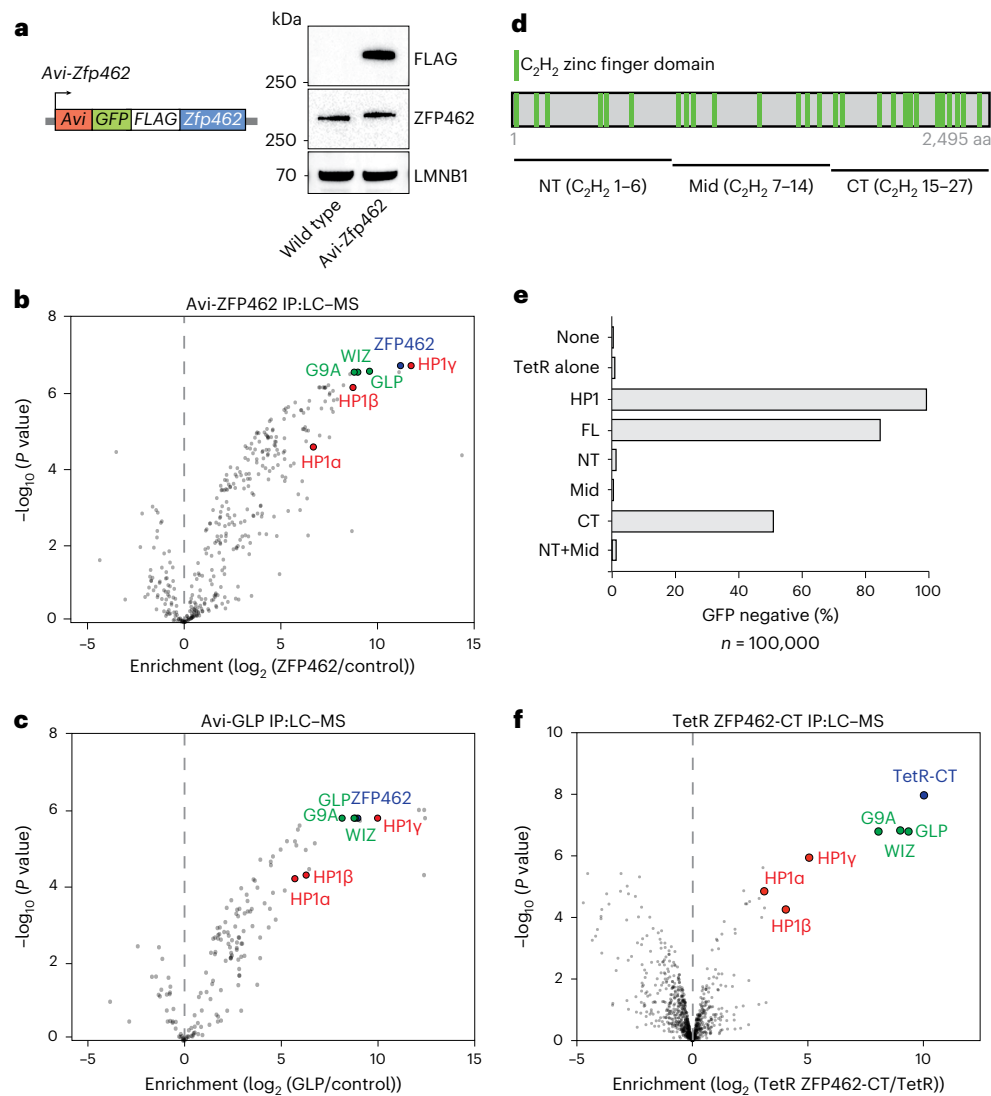 a
Avi-Zfp462
Avi GFP FLAG Zfp462
kDa
250
FLAG
250
ZFP462
70
LMNB1
Wild type
Avi-Zfp462
d
C₂H₂ zinc finger domain
1
2,495 aa
NT (C₂H₂ 1–6)
Mid (C₂H₂ 7–14)
CT (C₂H₂ 15–27)
b
Avi-ZFP462 IP:LC–MS
8
6
4
2
0
–log₁₀ (P value)
ZFP462
WIZ
HP1γ
G9A
GLP
HP1β
HP1α
–5
0
5
10
15
Enrichment (log₂ (ZFP462/control))
e
None
TetR alone
HP1
FL
NT
Mid
CT
NT+Mid
0
20
40
60
80
100
GFP negative (%)
n = 100,000
c
Avi-GLP IP:LC–MS
8
6
4
2
0
–log₁₀ (P value)
GLP
ZFP462
G9A
HP1γ
WIZ
HP1β
HP1α
–5
0
5
10
15
Enrichment (log₂ (GLP/control))
f
TetR ZFP462-CT IP:LC–MS
10
8
6
4
2
0
–log₁₀ (P value)
TetR-CT
G9A
GLP
WIZ
HP1γ
HP1α
HP1β
–5
0
5
10
Enrichment (log₂ (TetR ZFP462-CT/TetR))